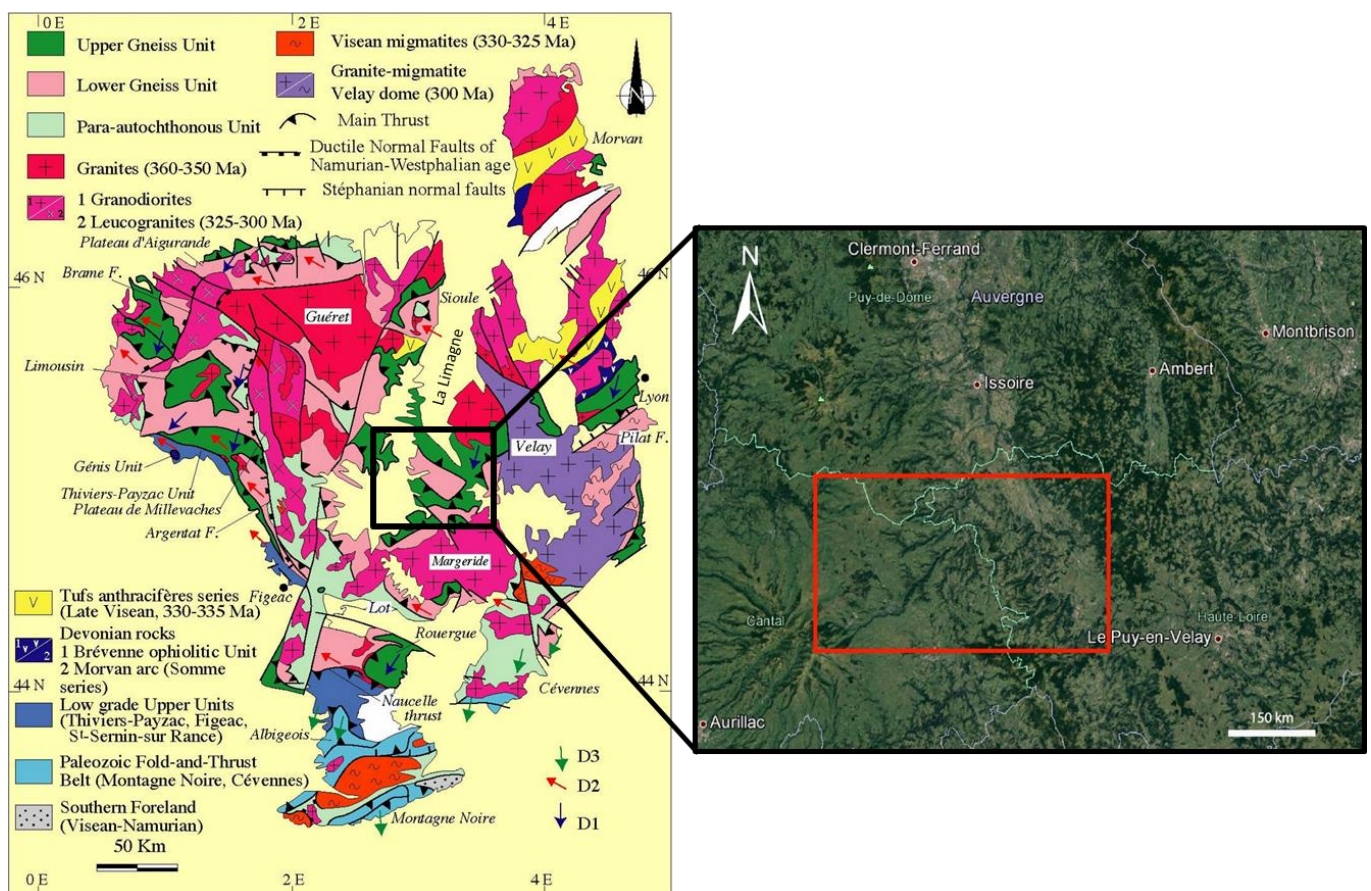 0 E
2 E
4 E
Upper Gneiss Unit
Lower Gneiss Unit
Para-autochthonous Unit
Granites (360-350 Ma)
1 Granodiorites
2 Leucogranites (325-300 Ma)
Visean migmatites (330-325 Ma)
Granite-migmatite
Velay dome (300 Ma)
Main Thrust
Ductile Normal Faults of
Namurian-Westphalian age
Stéphanian normal faults
N
Morvan
Plateau d'Aigurande
Brame F.
46 N
46 N
Sioule
Guéret
La Limagne
Limousin
Lyon
Velay
Pilat F.
Génis Unit
Thiviers-Payzac Unit
Plateau de Millevaches
Argentat F.
Margeride
Figeac
Lot
Rouergue
Tufs anthracifères series
(Late Visean, 330-335 Ma)
Devonian rocks
1 Brévenne ophiolitic Unit
2 Morvan arc (Somme
series)
44 N
44 N
Cévennes
Naucelle
thrust
Low grade Upper Units
(Thiviers-Payzac, Figeac,
St-Sernin-sur Rance)
Albigeois
Paleozoic Fold-and-Thrust
Belt (Montagne Noire, Cévennes)
Southern Foreland
(Visean-Namurian)
Montagne Noire
D3
D2
D1
50 Km
0 E
2 E
4 E
N
Clermont-Ferrand
Puy-de-Dôme
Auvergne
Montbrison
Issoire
Ambert
Cantal
Haute-Loire
Le Puy-en-Velay
Aurillac
150 km